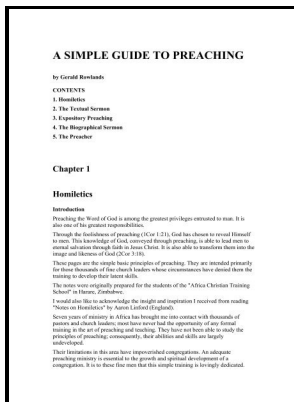 A SIMPLE GUIDE TO PREACHING
by Gerald Rowlands
CONTENTS
1. Homiletics
2. The Textual Sermon
3. Expository Preaching
4. The Biographical Sermon
5. The Preacher
Chapter 1
Homiletics
Introduction
Preaching the Word of God is among the greatest privileges entreated to man. It is
also one of his greatest responsibilities.
Through the foolishness of preaching (1Cor 1:21), God has chosen to reveal Himself
to men. This knowledge of God, conveyed through preaching, is able to lead men to
eternal salvation through faith in Jesus Christ. It is also able to transform them into the
image and likeness of God (2Cor 3:18).
These pages are the simple basic principles of preaching. They are intended primarily
for those thousands of fine church leaders whose circumstances have denied them the
training to develop their latent skills.
The notes were originally prepared for the students of the "Africa Christian Training
School" in Harare, Zimbabwe.
I would also like to acknowledge the insight and inspiration I received from reading
"Notes on Homiletics" by Aaron Linford (England).
Seven years of ministry in Africa has brought me into contact with thousands of
pastors and church leaders; most have never had the opportunity of any formal
training in the art of preaching and teaching. They have not been able to study the
principles of preaching; consequently, their abilities and skills are largely
undeveloped.
Their limitations in this area have impoverished congregations. An adequate
preaching ministry is essential to the growth and spiritual development of a
congregation. It is to these fine men that this simple training is lovingly dedicated.